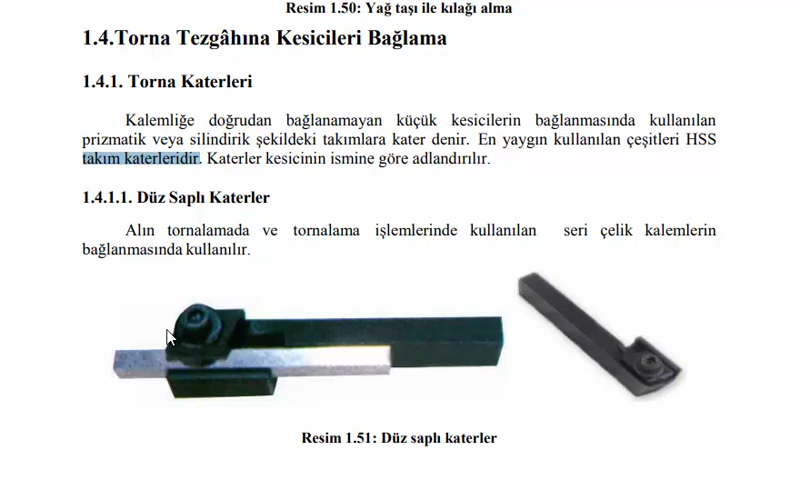 Resim 1.50: Yağ taşı ile kılağı alma
1.4.Torna Tezgâhına Kesicileri Bağlama
1.4.1. Torna Katerleri
Kalemliğe doğrudan bağlanamayan küçük kesicilerin bağlanmasında kullanılan
prizmatik veya silindirik şekildeki takımlara kater denir. En yaygın kullanılan çeşitleri HSS
takım katerleridir. Katerler kesicinin ismine göre adlandırılır.
1.4.1.1. Düz Saplı Katerler
Alın tornalamada ve tornalama işlemlerinde kullanılan seri çelik kalemlerin
bağlanmasında kullanılır.
Resim 1.51: Düz saplı katerler